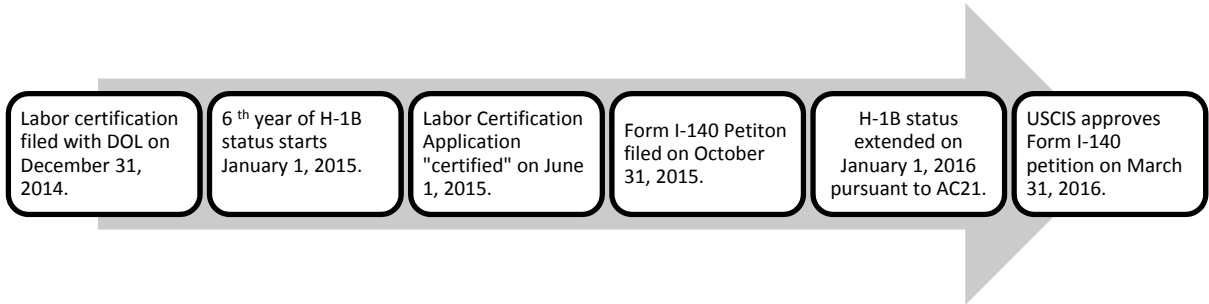 Labor certification
filed with DOL on
December 31,
2014.
6 th year of H-1B
status starts
January 1, 2015.
Labor Certification
Application
"certified" on June
1, 2015.
Form I-140 Petiton
filed on October
31, 2015.
H-1B status
extended on
January 1, 2016
pursuant to AC21.
USCIS approves
Form I-140
petition on March
31, 2016.